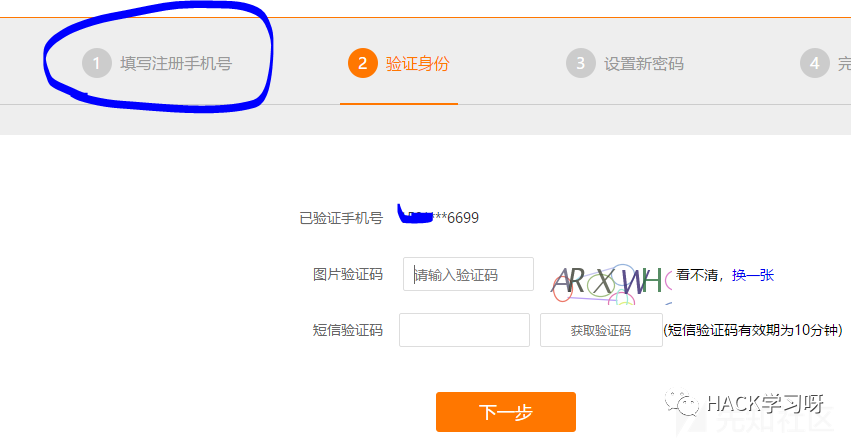 1 填写注册手机号 2 验证身份 3 设置新密码 4 完
已验证手机号 ***6699
图片验证码 请输入验证码 ARXWH 看不清，换一张
短信验证码 获取验证码 (短信验证码有效期为10分钟)
下一步
HACK学习呀
先知社区